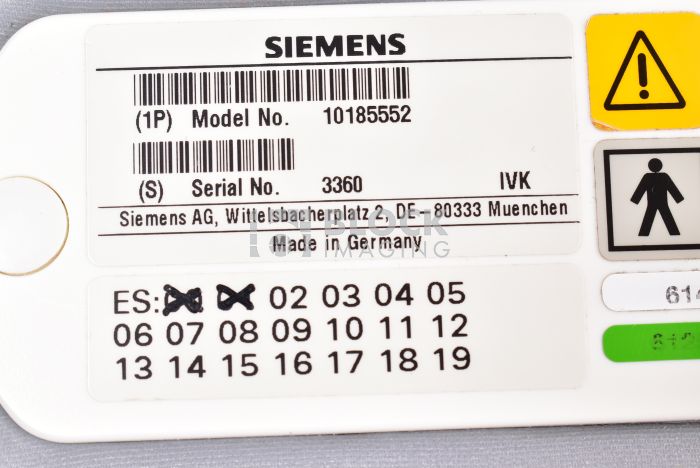 SIEMENS
(1P) Model No. 10185552
(S) Serial No. 3360 IVK
Siemens AG, Wittelsbacherplatz 2, DE-80333 Muenchen
Made in Germany
BLOCK
IMAGING
ES: 02 03 04 05
06 07 08 09 10 11 12
13 14 15 16 17 18 19
614